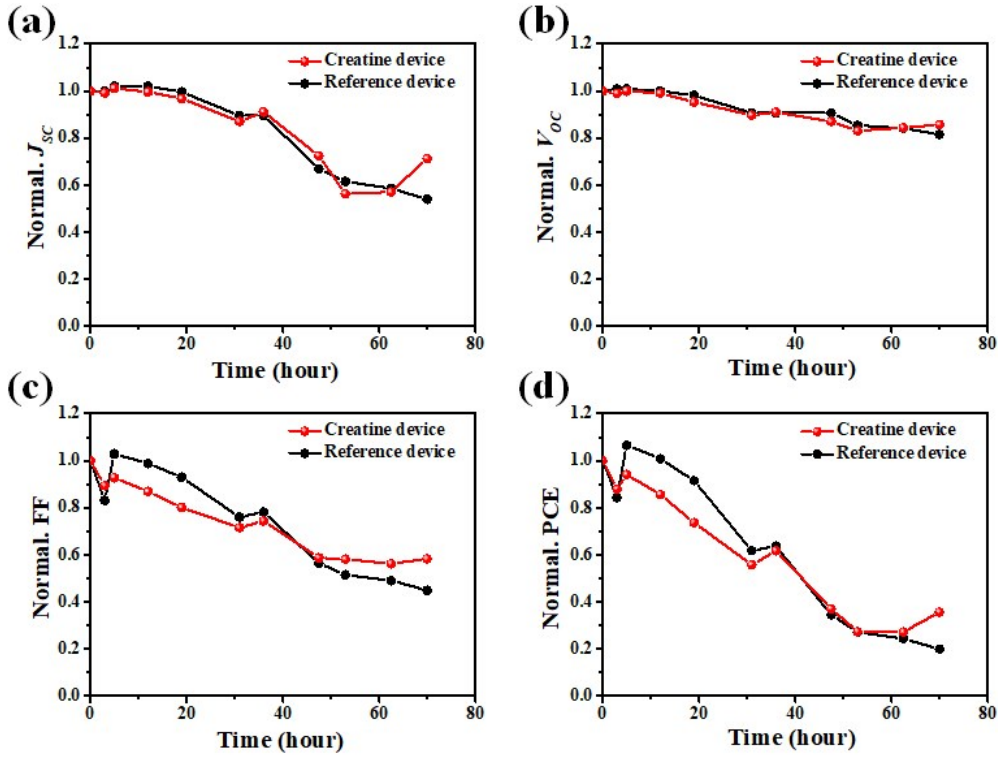 (a)
1.2
1.0
0.8
0.6
0.4
0.2
0.0
Normal. J_SC
Creatine device
Reference device
0 20 40 60 80
Time (hour)
(b)
1.2
1.0
0.8
0.6
0.4
0.2
0.0
Normal. V_OC
Creatine device
Reference device
0 20 40 60 80
Time (hour)
(c)
1.2
1.0
0.8
0.6
0.4
0.2
0.0
Normal. FF
Creatine device
Reference device
0 20 40 60 80
Time (hour)
(d)
1.2
1.0
0.8
0.6
0.4
0.2
0.0
Normal. PCE
Creatine device
Reference device
0 20 40 60 80
Time (hour)